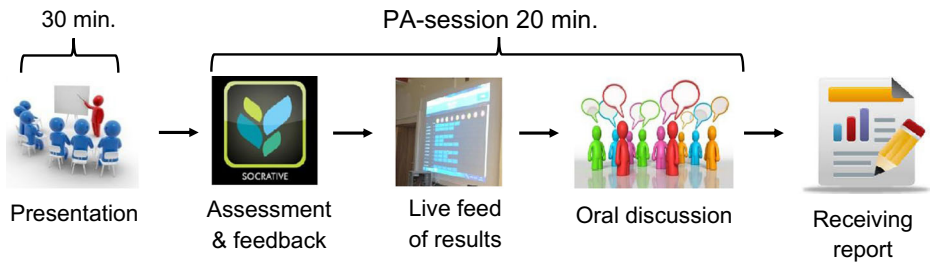 30 min.
PA-session 20 min.
SOCRATIVE
Presentation
Assessment
& feedback
Live feed
of results
Oral discussion
Receiving
report